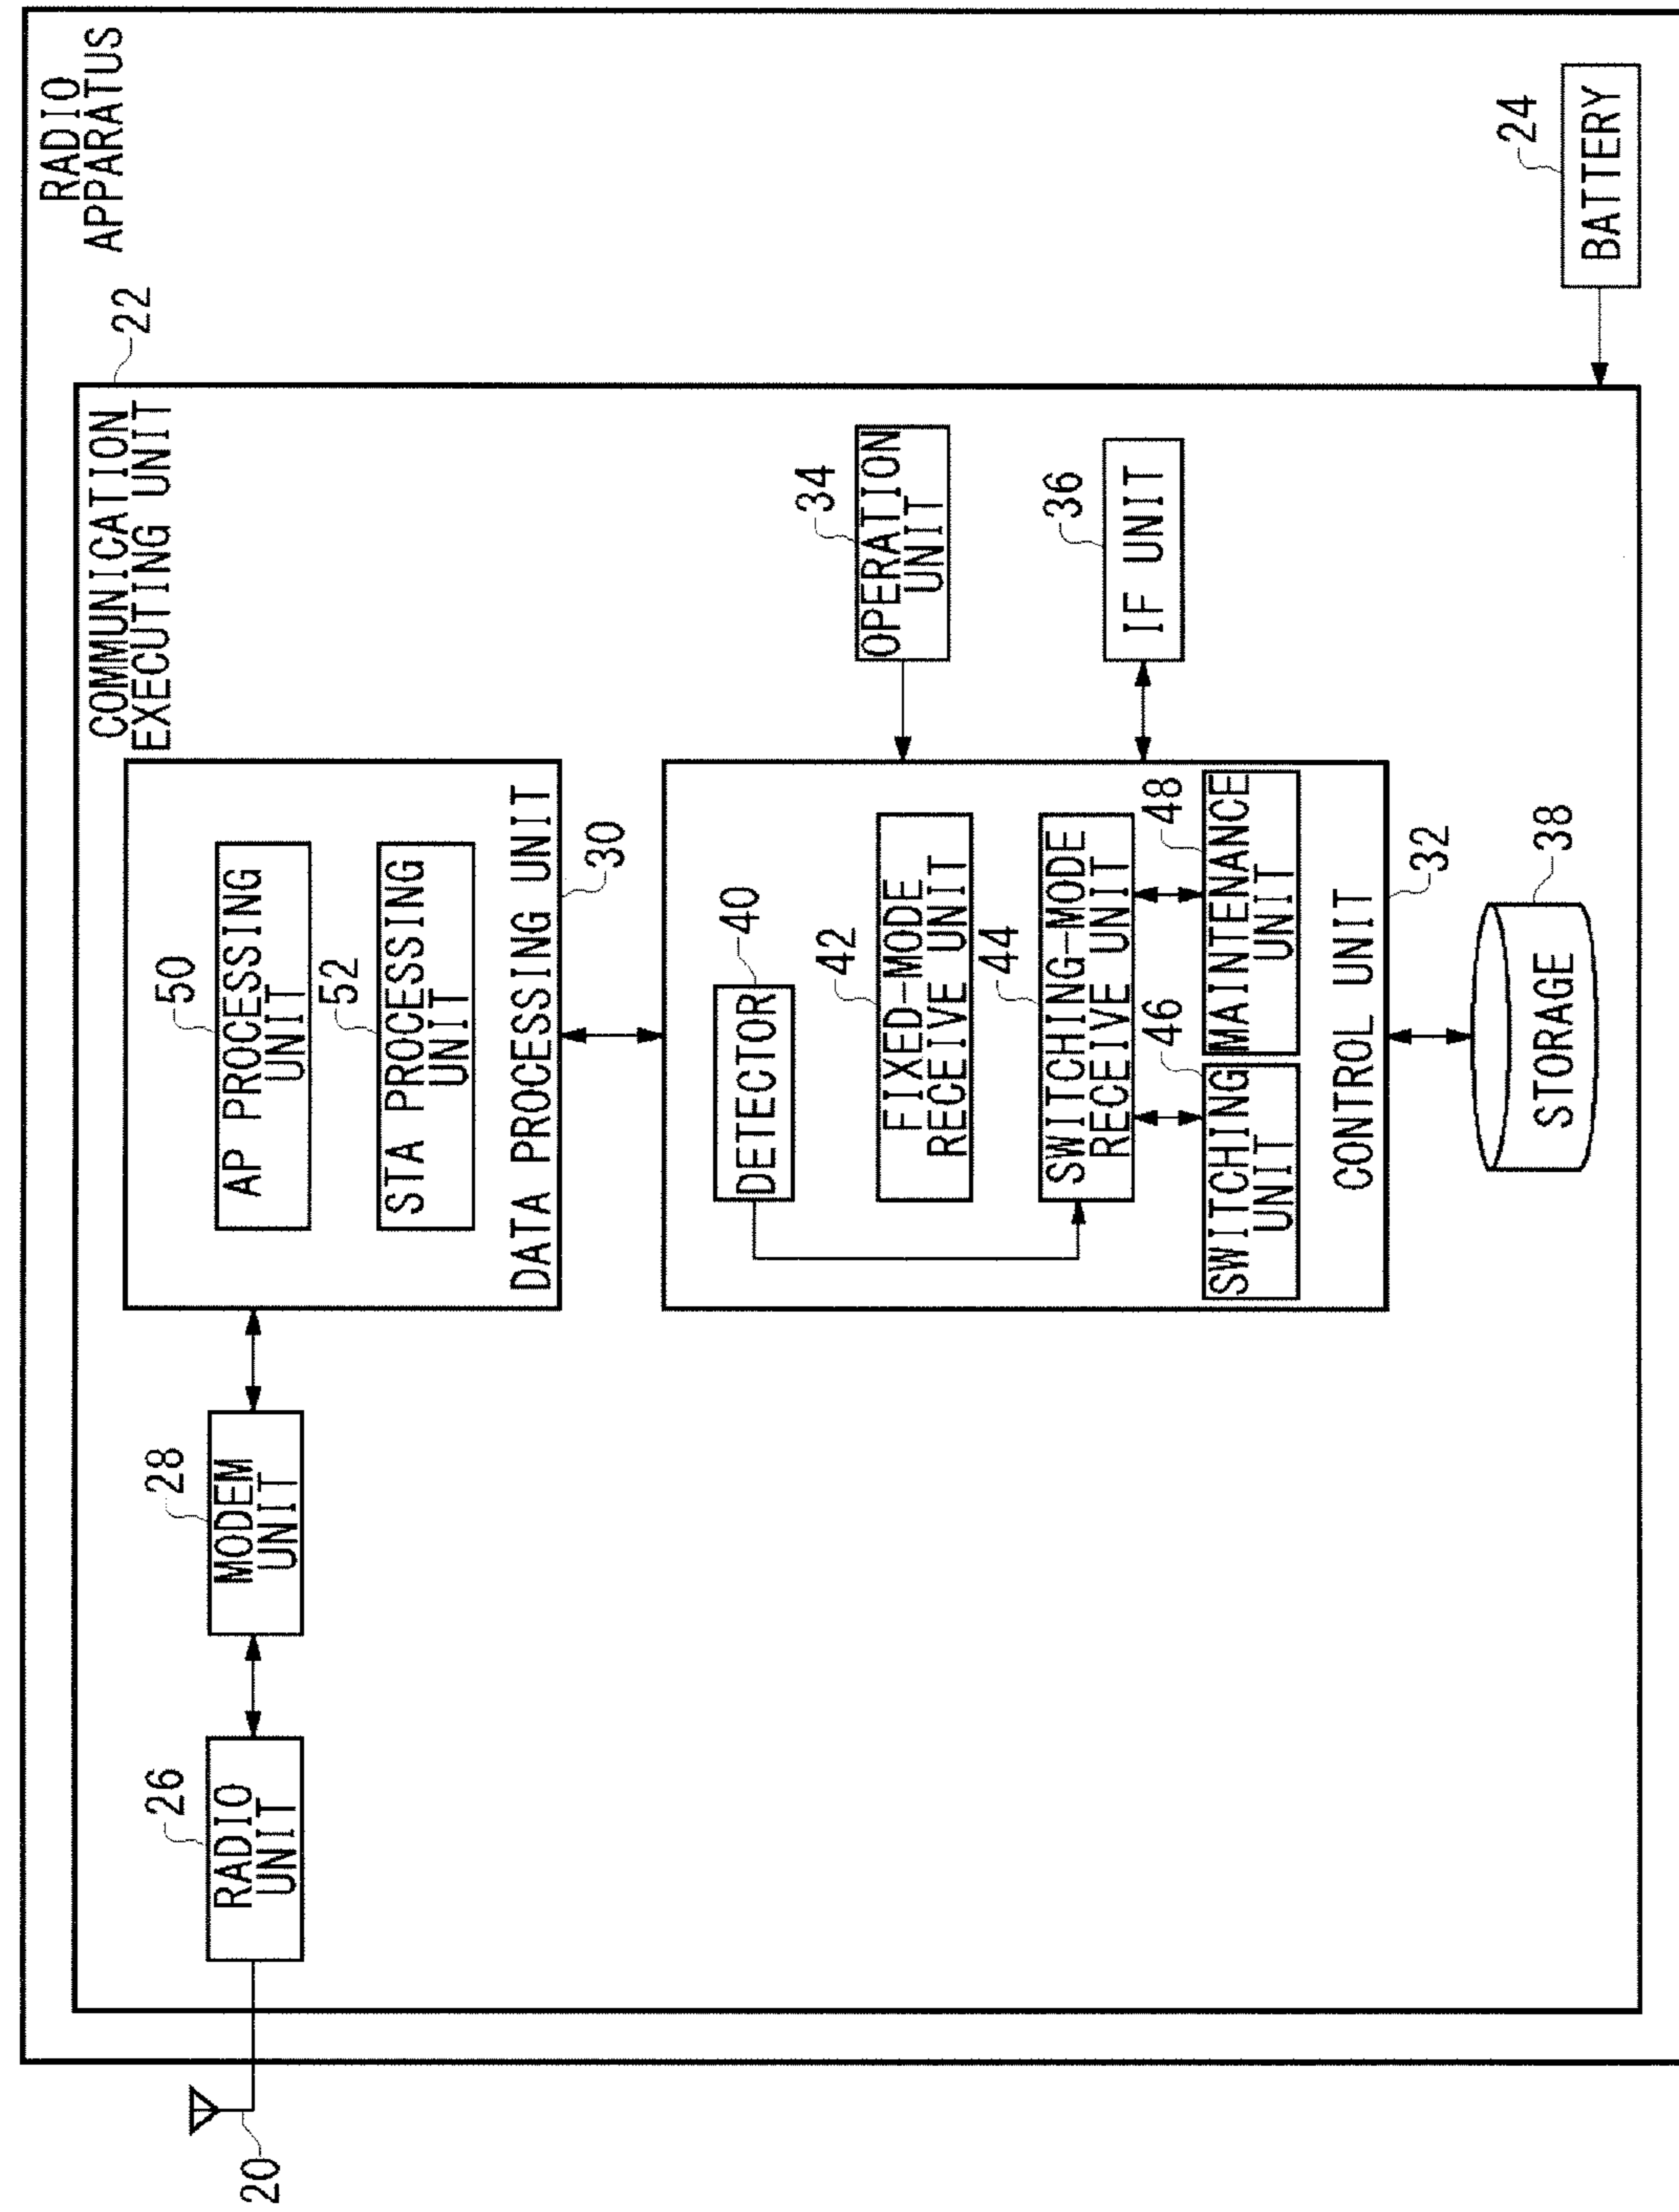 RADIO
APPARATUS
COMMUNICATION
EXECUTING UNIT
22
20
26
RADIO
UNIT
28
MODEM
UNIT
50
AP PROCESSING
UNIT
52
STA PROCESSING
UNIT
DATA PROCESSING UNIT
30
40
DETECTOR
42
FIXED-MODE
RECEIVE UNIT
44
SWITCHING-MODE
RECEIVE UNIT
46
SWITCHING
UNIT
48
MAINTENANCE
UNIT
CONTROL UNIT
32
34
OPERATION
UNIT
36
IF UNIT
38
STORAGE
24
BATTERY